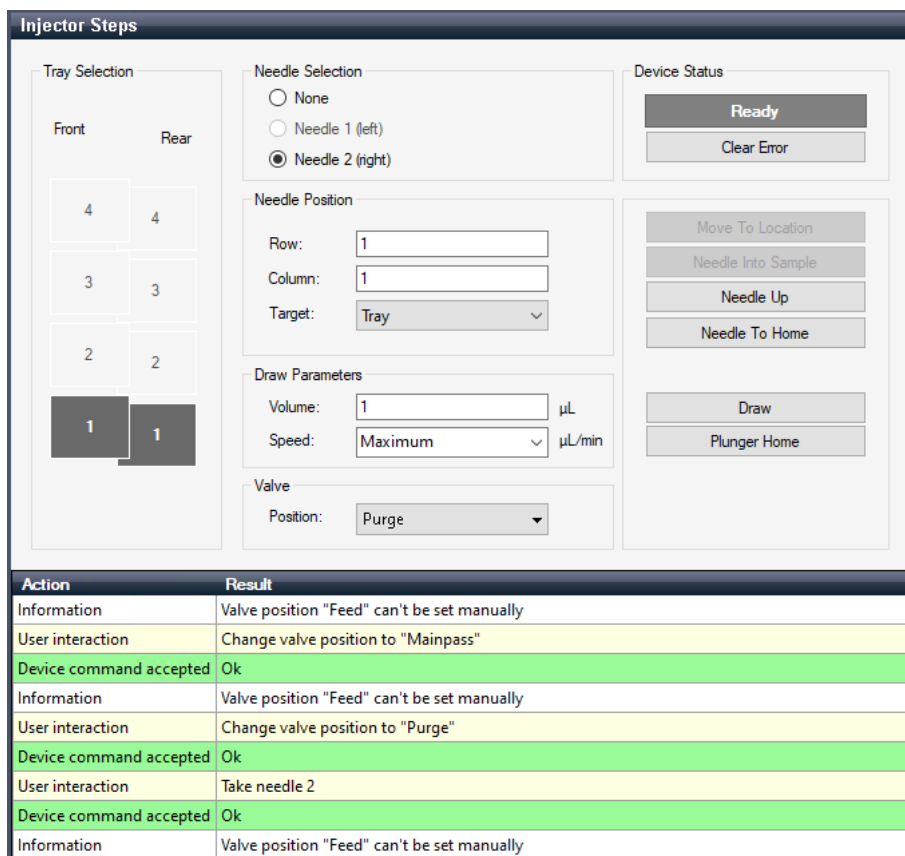 Injector Steps
Tray Selection
Front
Rear
4
4
3
3
2
2
1
1
Needle Selection
None
Needle 1 (left)
Needle 2 (right)
Needle Position
Row: 1
Column: 1
Target: Tray
Draw Parameters
Volume: 1 µL
Speed: Maximum µL/min
Valve
Position: Purge
Device Status
Ready
Clear Error
Move To Location
Needle Into Sample
Needle Up
Needle To Home
Draw
Plunger Home
Action Result
Information Valve position "Feed" can't be set manually
User interaction Change valve position to "Mainpass"
Device command accepted Ok
Information Valve position "Feed" can't be set manually
User interaction Change valve position to "Purge"
Device command accepted Ok
User interaction Take needle 2
Device command accepted Ok
Information Valve position "Feed" can't be set manually